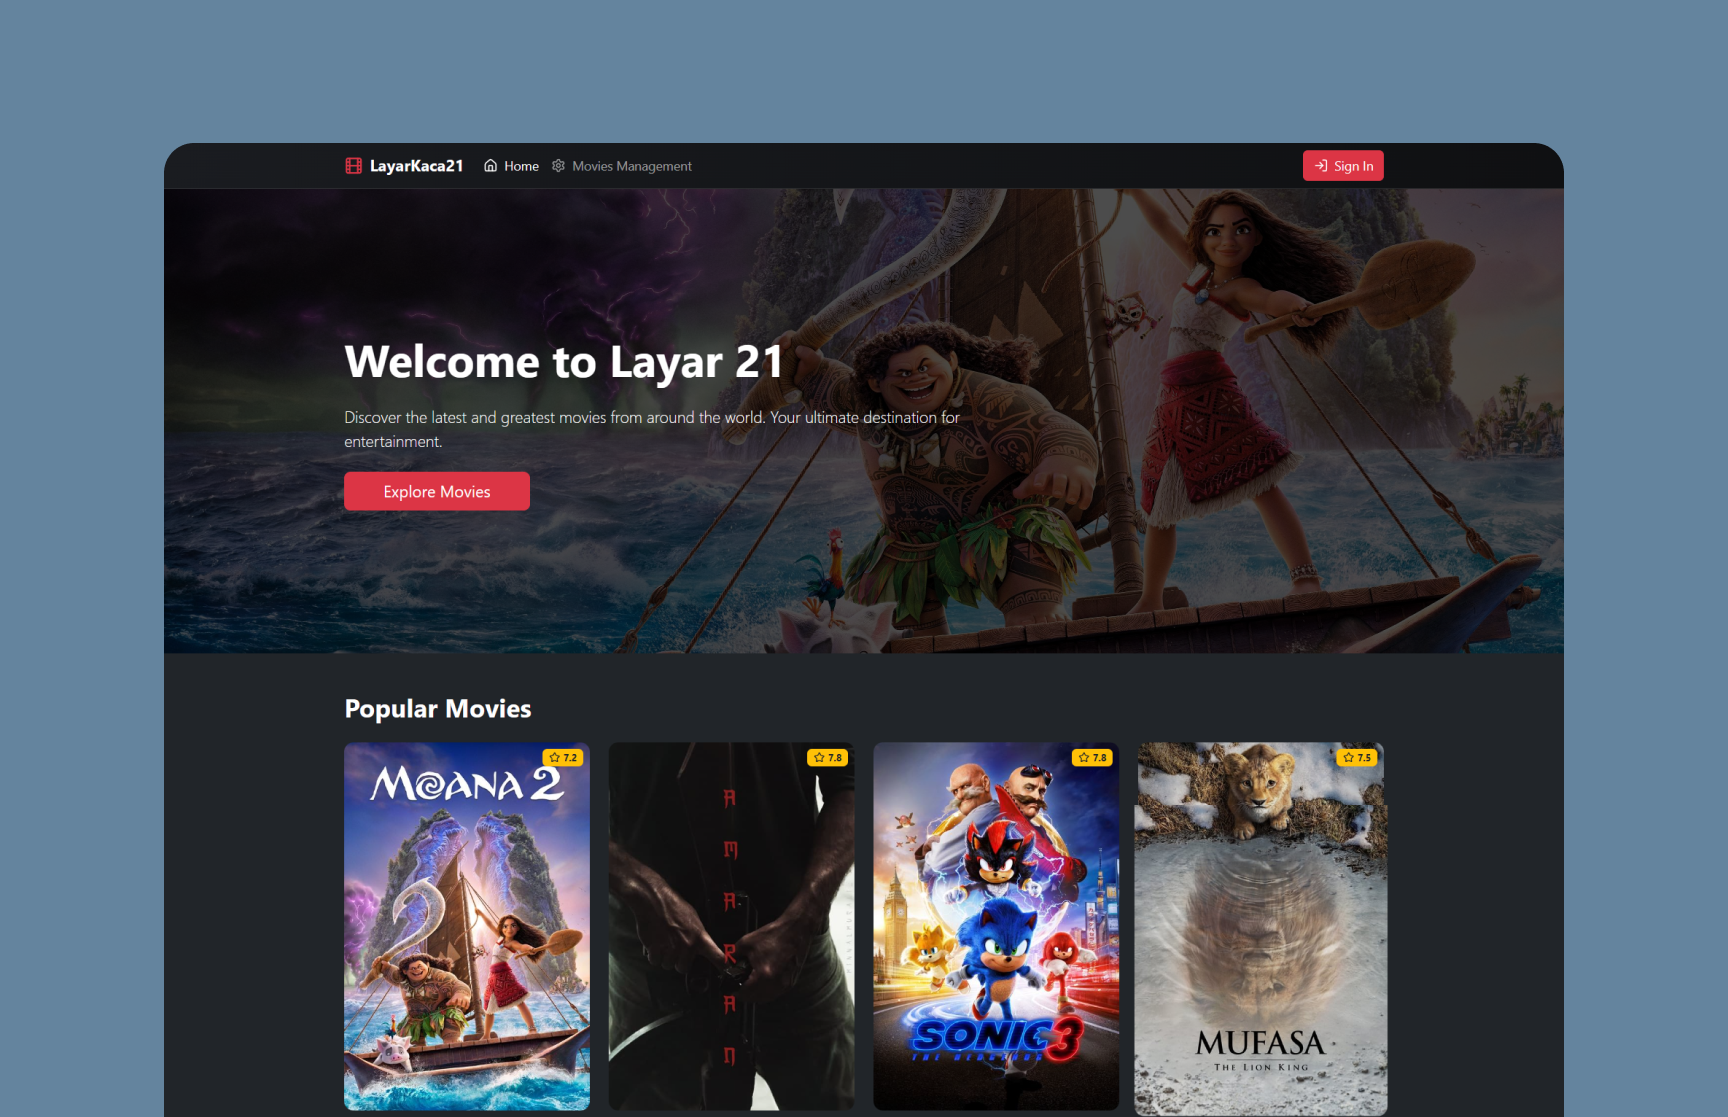 LayarKaca21
Home
Movies Management
Sign In
Welcome to Layar 21
Discover the latest and greatest movies from around the world. Your ultimate destination for
entertainment.
Explore Movies
Popular Movies
7.2
MOANA 2
7.8
AMARAN
7.8
SONIC 3
THE HEDGEHOG
7.5
MUFASA
THE LION KING